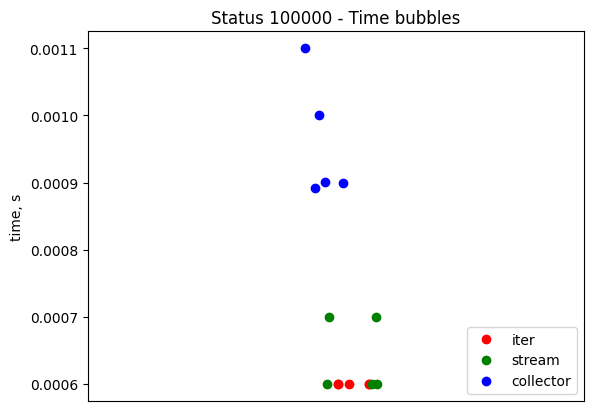 Status 100000 - Time bubbles
0.0011
0.0010
0.0009
0.0008
0.0007
0.0006
time, s
iter
stream
collector